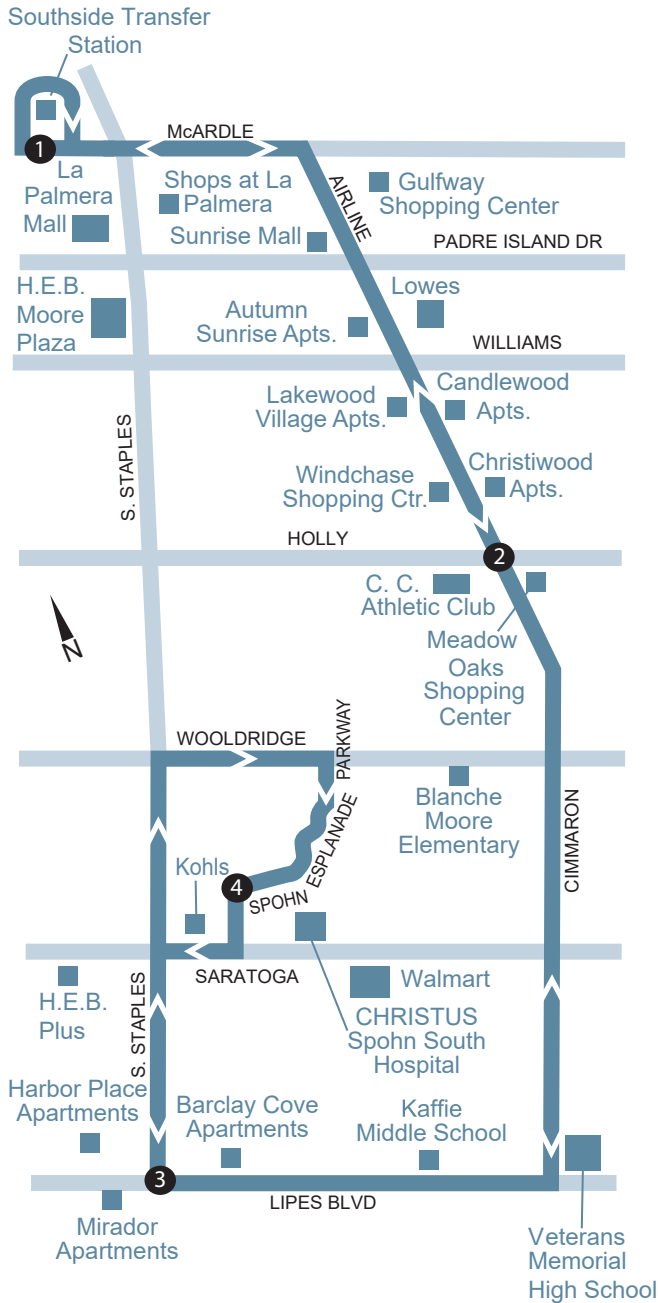 Southside Transfer
Station
McARDLE
1
La
Palmera
Mall
Shops at La
Palmera
Sunrise Mall
AIRLINE
Gulfway
Shopping Center
PADRE ISLAND DR
H.E.B.
Moore
Plaza
Autumn
Sunrise Apts.
Lowes
WILLIAMS
Lakewood
Village Apts.
Candlewood
Apts.
S. STAPLES
Windchase
Shopping Ctr.
Christiwood
Apts.
HOLLY
2
C. C.
Athletic Club
Meadow
Oaks
Shopping
Center
N
WOOLDRIDGE
PARKWAY
Blanche
Moore
Elementary
CIMMARON
Kohls
4
SPOHN
ESPLANADE
SARATOGA
H.E.B.
Plus
S. STAPLES
Walmart
CHRISTUS
Spohn South
Hospital
Harbor Place
Apartments
Barclay Cove
Apartments
Kaffie
Middle School
3
LIPES BLVD
Mirador
Apartments
Veterans
Memorial
High School